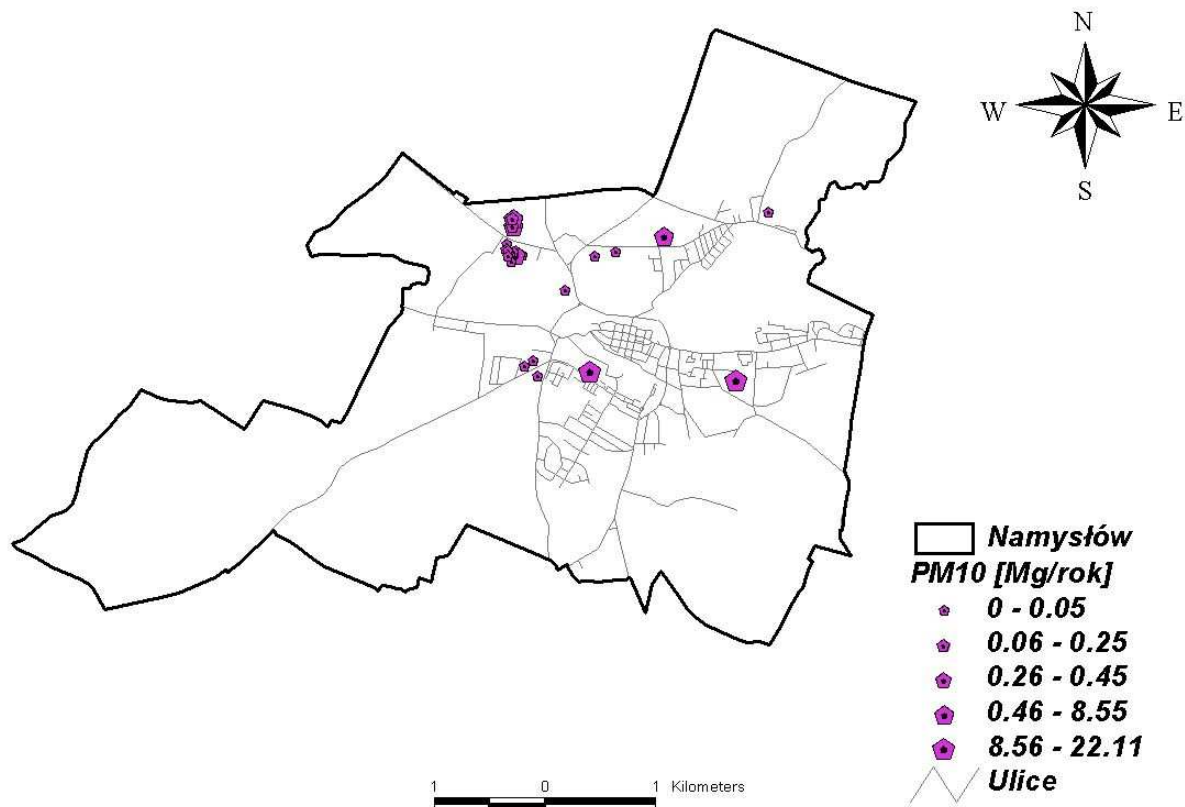 N
W E
S
Namysłów
PM10 [Mg/rok]
0 - 0.05
0.06 - 0.25
0.26 - 0.45
0.46 - 8.55
8.56 - 22.11
Ulice
1 0 1 Kilometers